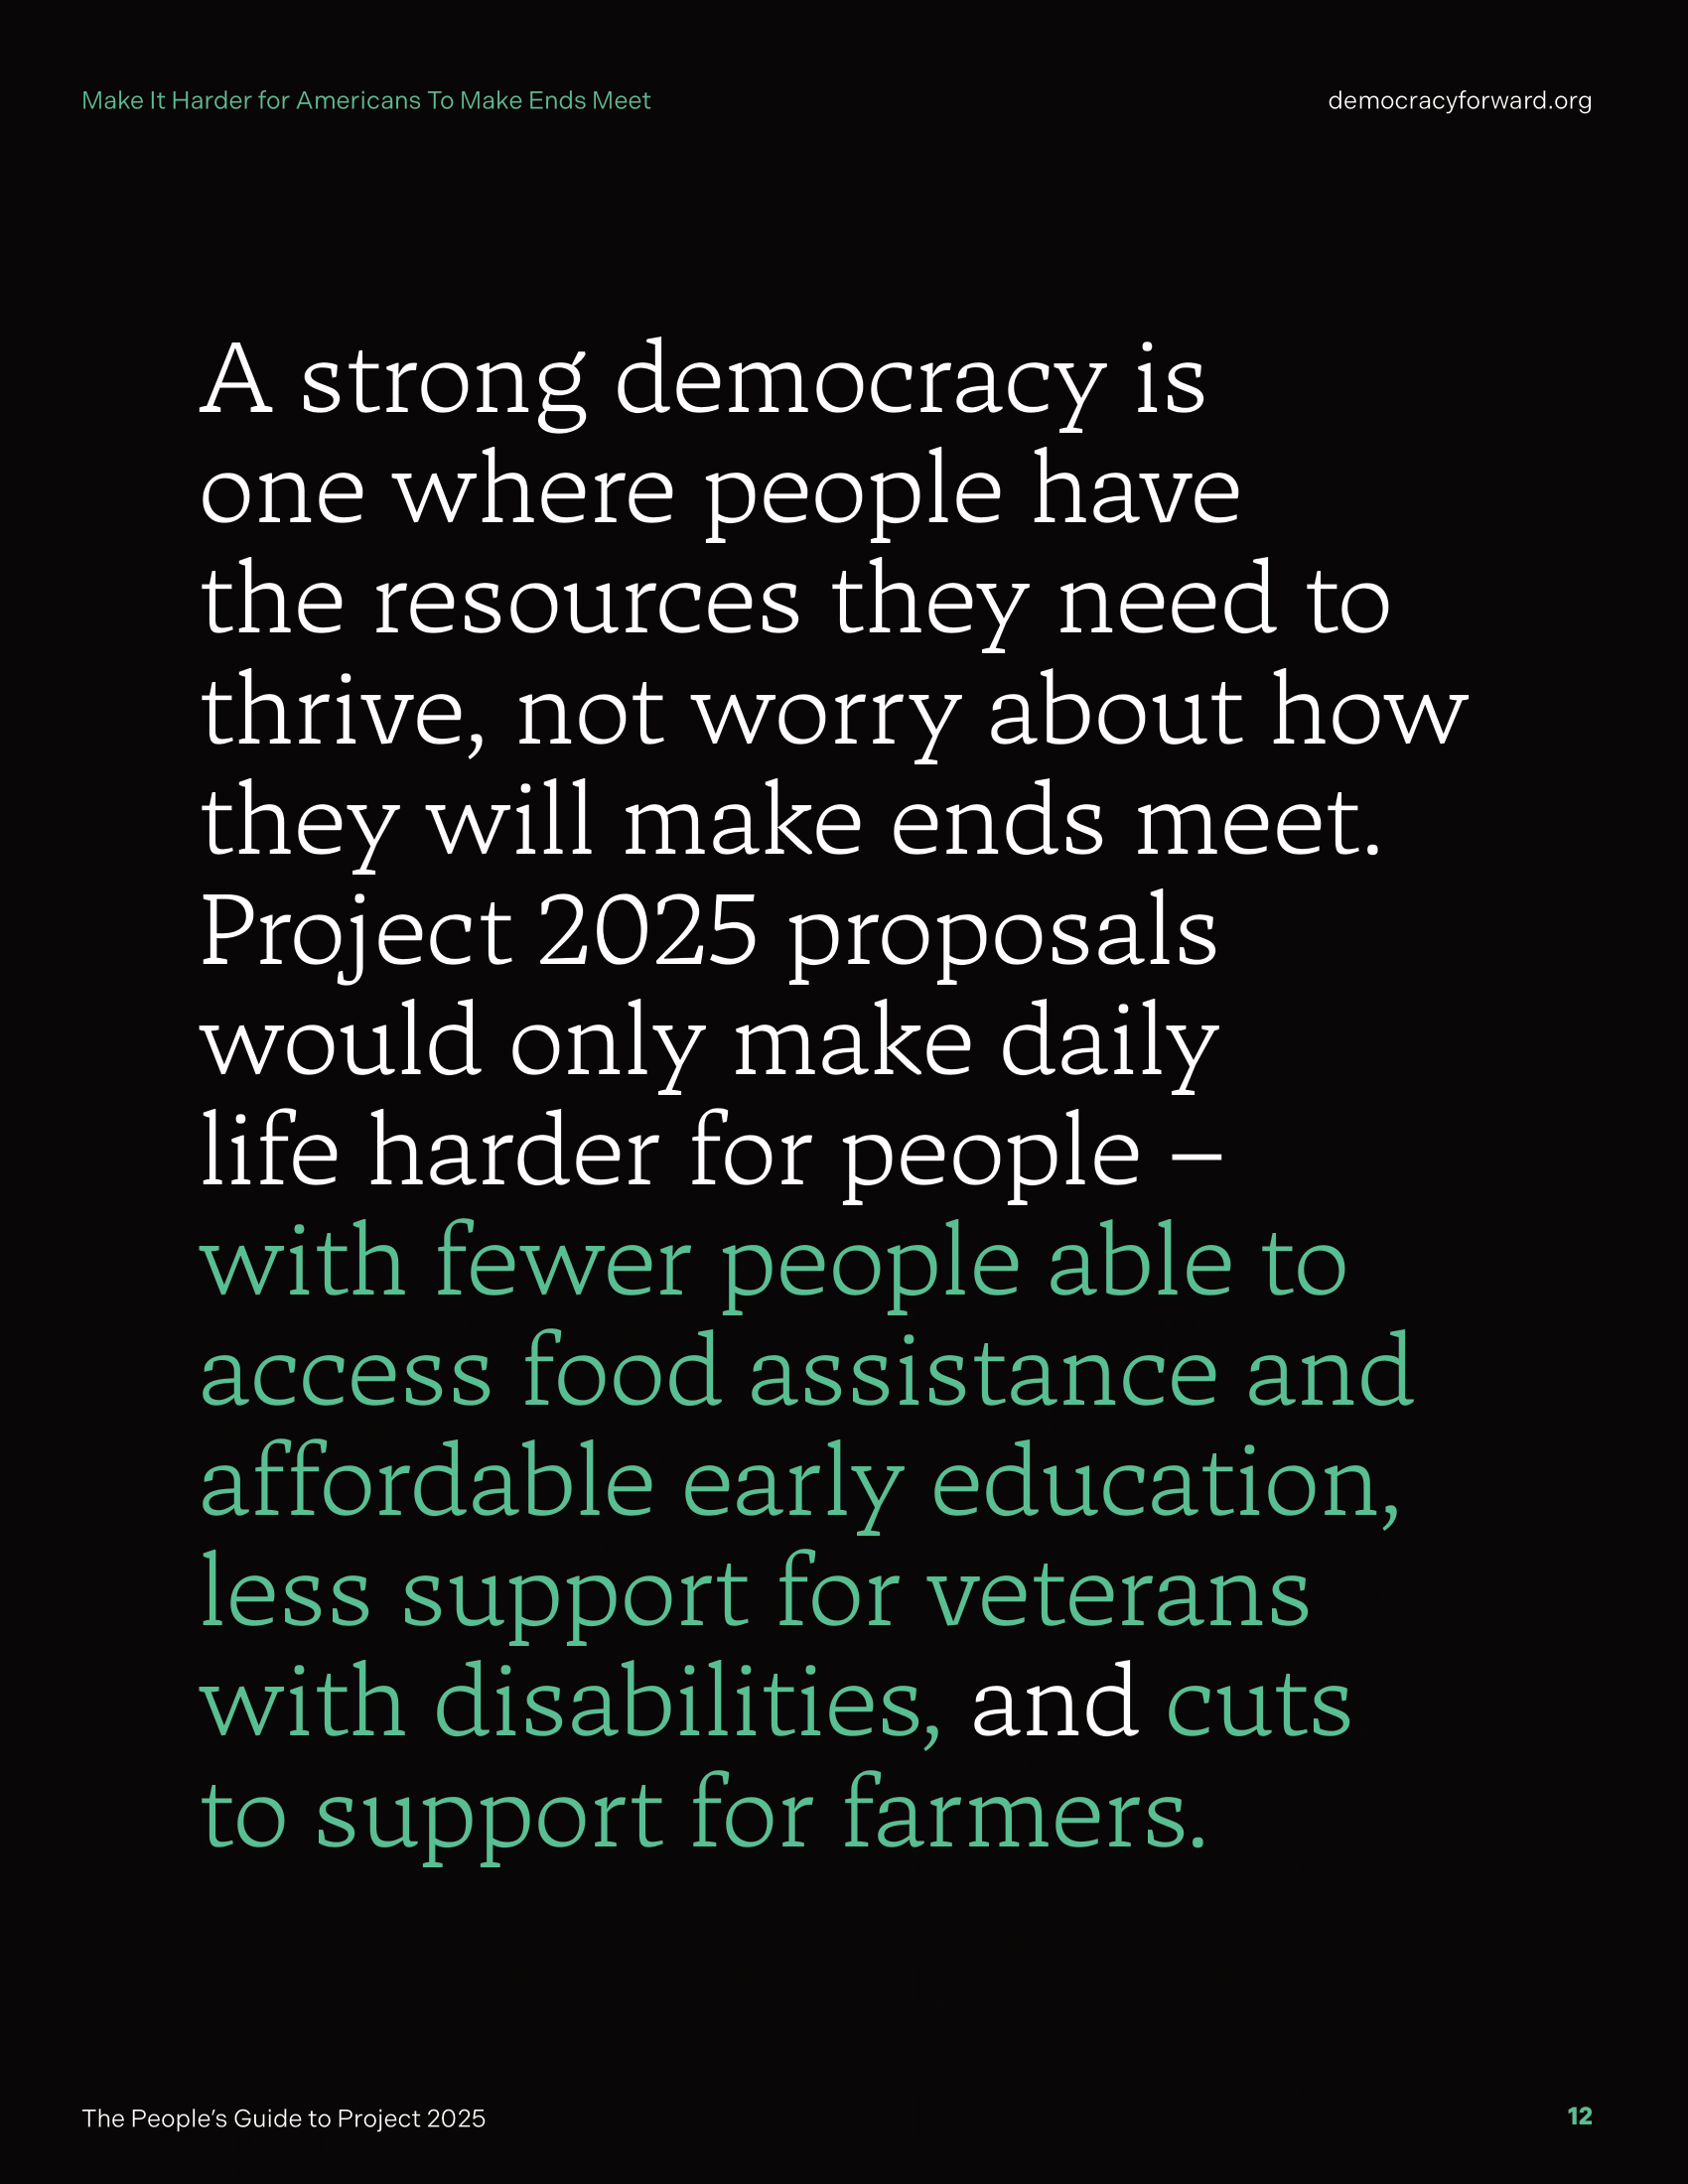 Make It Harder for Americans To Make Ends Meet
democracyforward.org
A strong democracy is
one where people have
the resources they need to
thrive, not worry about how
they will make ends meet.
Project 2025 proposals
would only make daily
life harder for people –
with fewer people able to
access food assistance and
affordable early education,
less support for veterans
with disabilities, and cuts
to support for farmers.
The People’s Guide to Project 2025
12